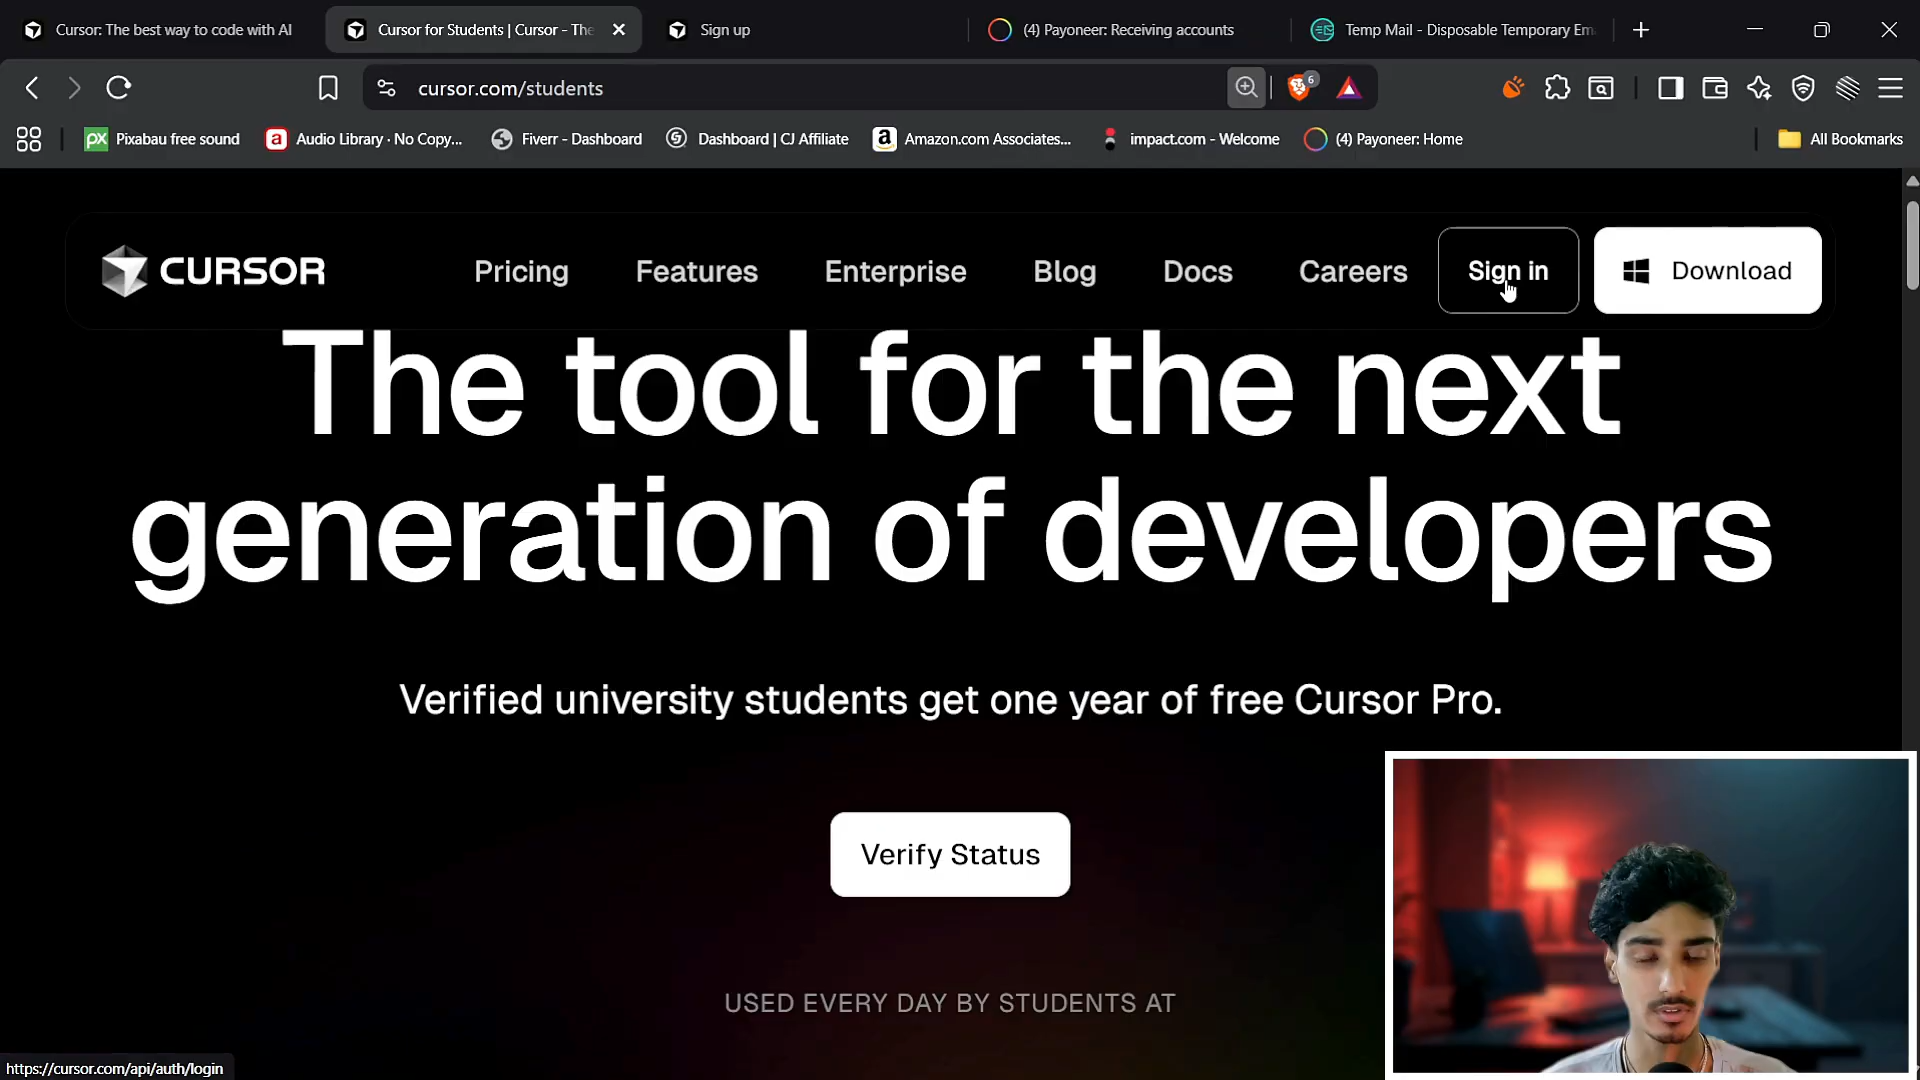 Cursor: The best way to code with AI
Cursor for Students | Cursor - The
Sign up
(4) Payoneer: Receiving accounts
Temp Mail - Disposable Temporary Em
cursor.com/students
6
px Pixabau free sound
a Audio Library · No Copy...
Fiverr - Dashboard
Dashboard | CJ Affiliate
a Amazon.com Associates...
impact.com - Welcome
(4) Payoneer: Home
All Bookmarks
CURSOR
Pricing
Features
Enterprise
Blog
Docs
Careers
Sign in
Download
The tool for the next
generation of developers
Verified university students get one year of free Cursor Pro.
Verify Status
USED EVERY DAY BY STUDENTS AT
https://cursor.com/api/auth/login